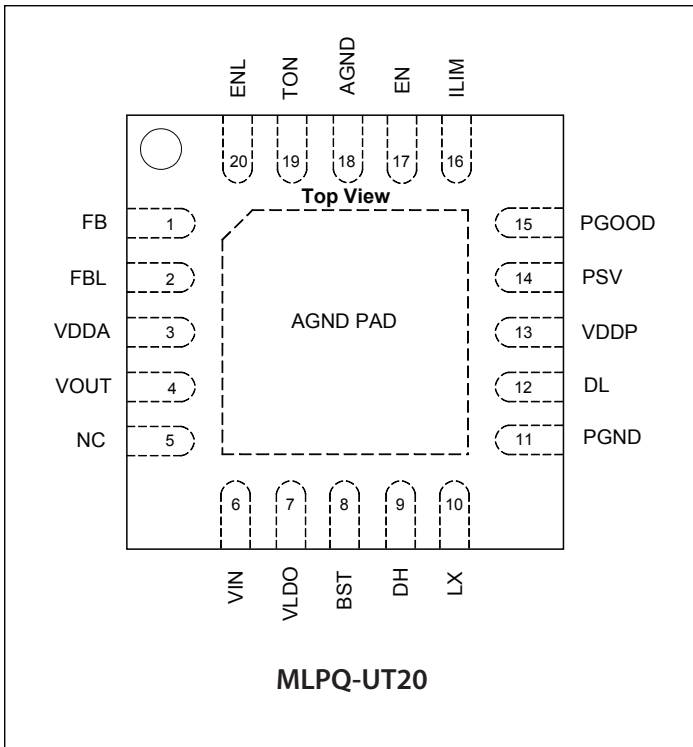 ENL TON AGND EN ILIM
20 19 18 17 16
Top View
FB 1 15 PGOOD
FBL 2 14 PSV
VDDA 3 AGND PAD 13 VDDP
VOUT 4 12 DL
NC 5 11 PGND
6 7 8 9 10
VIN VLDO BST DH LX
MLPQ-UT20